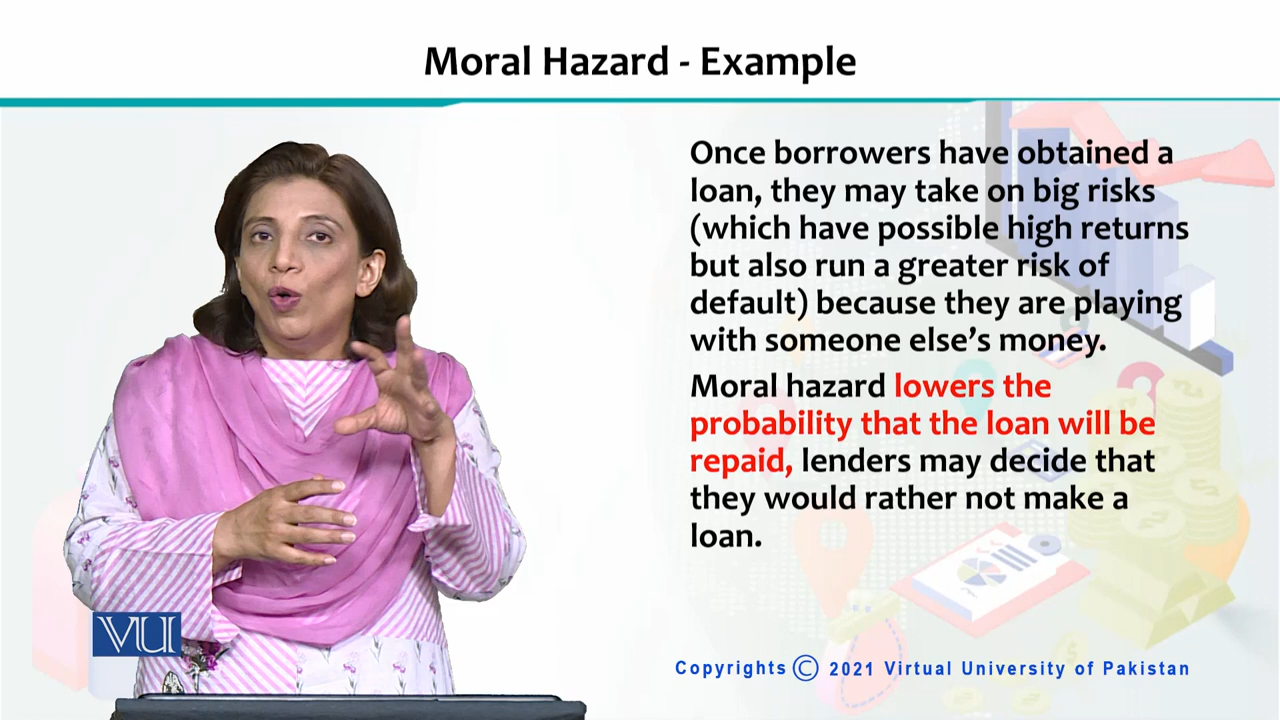 Moral Hazard - Example
Once borrowers have obtained a
loan, they may take on big risks
(which have possible high returns
but also run a greater risk of
default) because they are playing
with someone else's money.
Moral hazard lowers the
probability that the loan will be
repaid, lenders may decide that
they would rather not make a
loan.
VU
Copyrights © 2021 Virtual University of Pakistan